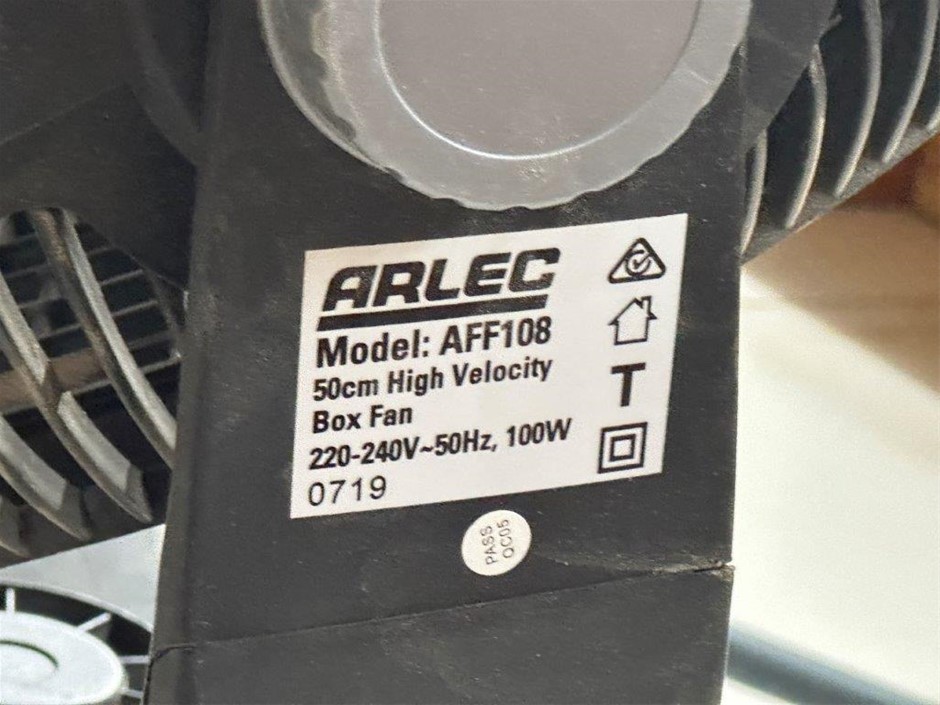 ARLEC
Model: AFF108
50cm High Velocity
Box Fan
220-240V~50Hz, 100W
0719
T
PASS
QC05